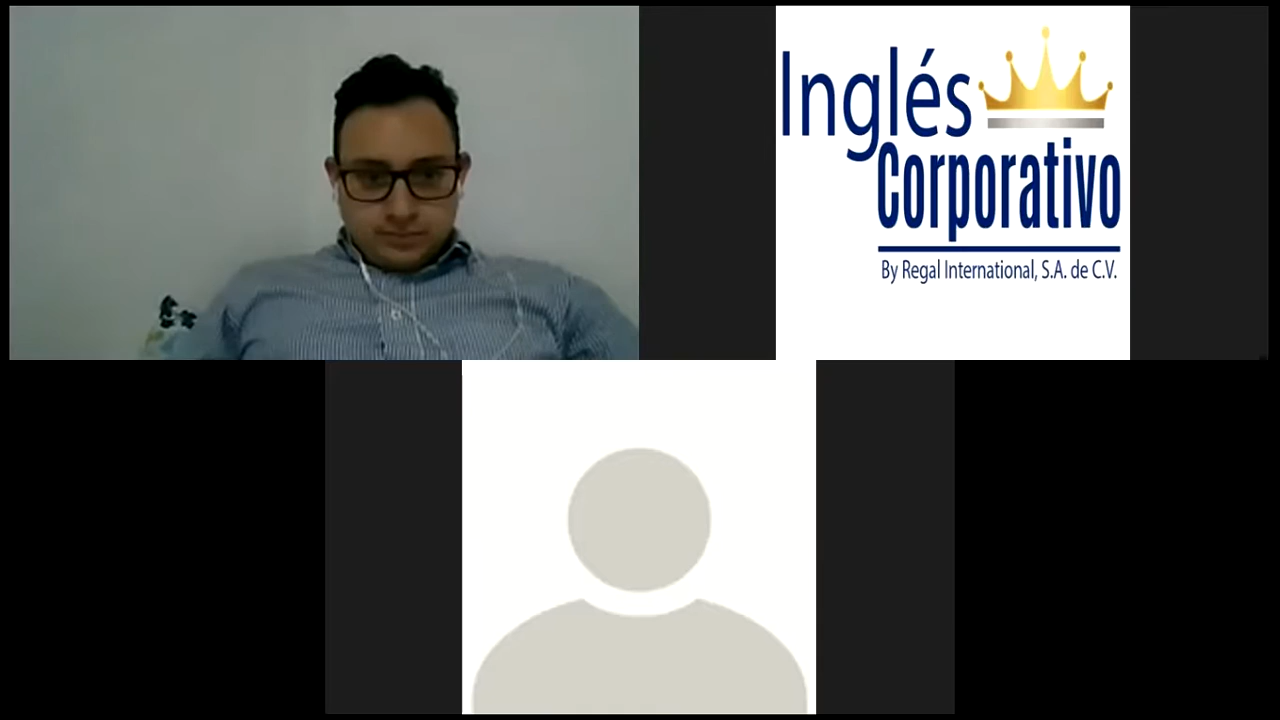 Inglés
Corporativo
By Regal International, S.A. de C.V.